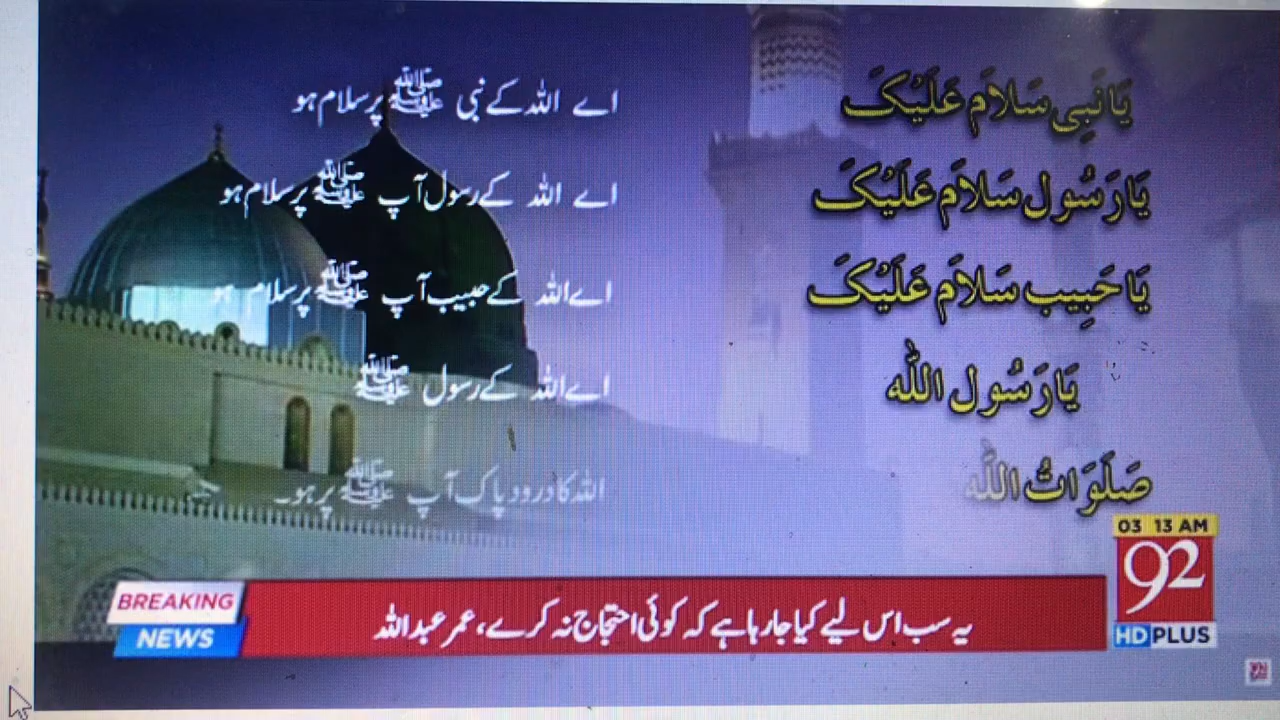 یَانَبِی سَلَامٌ عَلَیْکَ
اے اللہ کے نبی ﷺ پر سلام ہو
یَا رَسُول سَلَامٌ عَلَیْکَ
اے اللہ کے رسول آپ ﷺ پر سلام ہو
یَا حَبِیب سَلَامٌ عَلَیْکَ
اے اللہ کے حبیب آپ ﷺ پر سلام ہو
یَا رَسُول اللہ
اے اللہ کے رسول ﷺ
صَلَوَاتُ اللہ
اللہ کا درود پاک آپ ﷺ پر ہو۔
03 13 AM
92
HD PLUS
BREAKING
NEWS
یہ سب اس لیے کیا جا رہا ہے کہ کوئی احتجاج نہ کرے، عمر عبداللہ